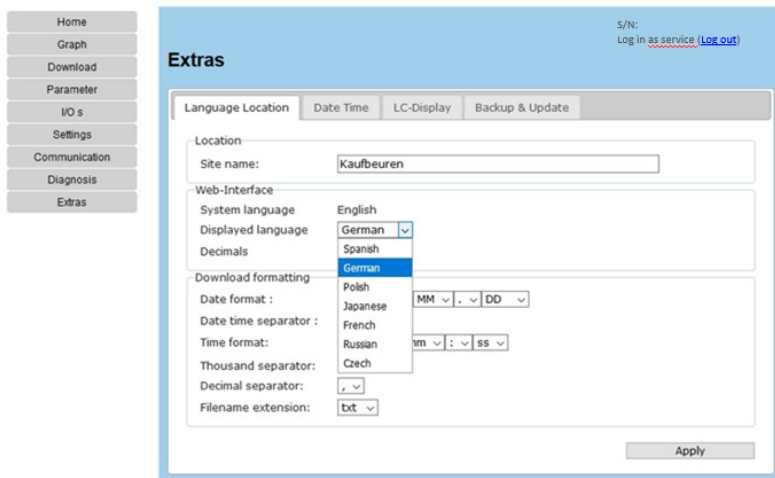 Home
Graph
Download
Parameter
I/O s
Settings
Communication
Diagnosis
Extras
S/N:
Log in as service (Log out)
Extras
Language Location
Date Time
LC-Display
Backup & Update
Location
Site name: Kaufbeuren
Web-Interface
System language English
Displayed language German
Decimals
Spanish
German
Polish
Japanese
French
Russian
Czech
Download formatting
Date format : MM . DD
Date time separator :
Time format: : ss
Thousand separator:
Decimal separator: ,
Filename extension: txt
Apply